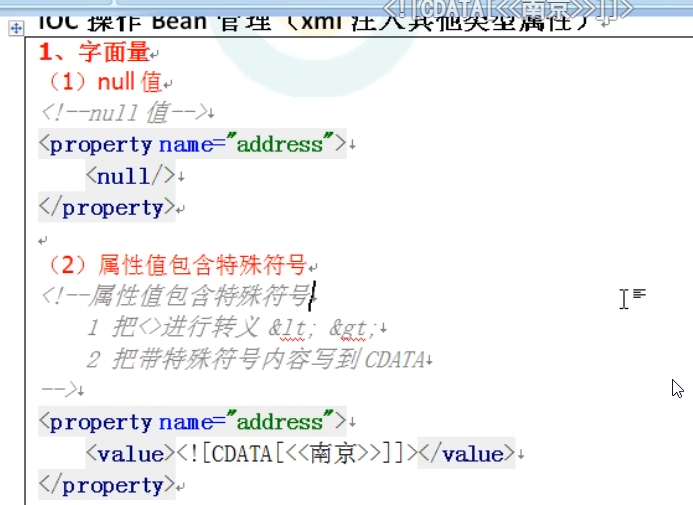 <![CDATA[<<南京>>]]>
IOC 操作 Bean 管理（xml 注入其他类型属性）
1、字面量
（1）null 值
<!--null 值-->
<property name="address">
<null/>
</property>
（2）属性值包含特殊符号
<!--属性值包含特殊符号
1 把<>进行转义 &lt; &gt;
2 把带特殊符号内容写到 CDATA
-->
<property name="address">
<value><![CDATA[<<南京>>]]></value>
</property>